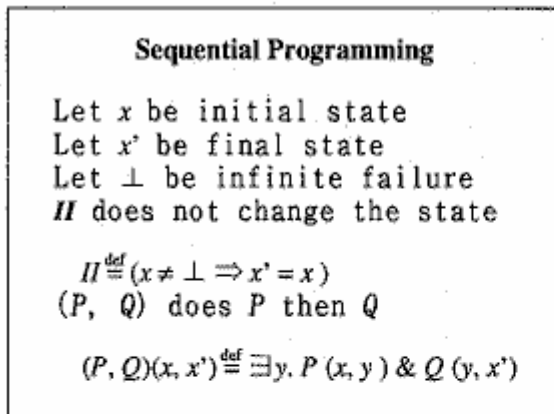 Sequential Programming
Let x be initial state
Let x' be final state
Let ⊥ be infinite failure
II does not change the state
II ≝ (x ≠ ⊥ ⇒ x' = x)
(P, Q) does P then Q
(P, Q)(x, x') ≝ ∃y. P (x, y) & Q (y, x')